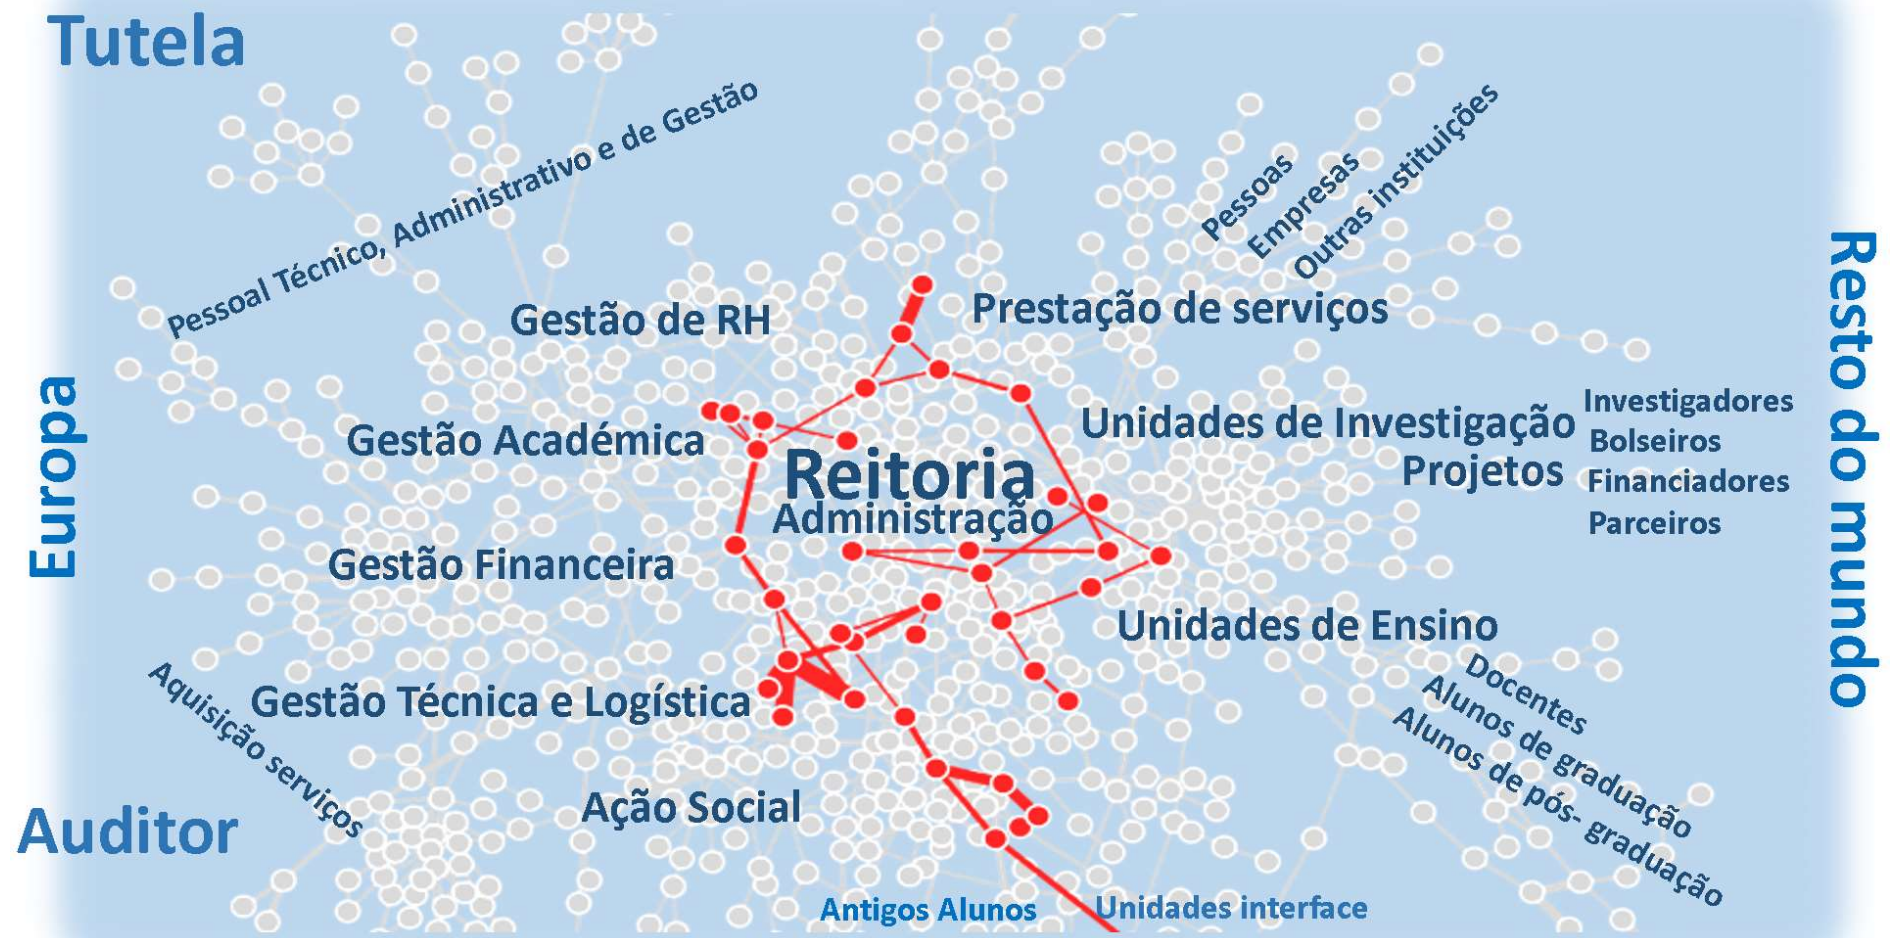 Tutela
Pessoal Técnico, Administrativo e de Gestão
Pessoas
Empresas
Outras instituições
Gestão de RH
Prestação de serviços
Resto do mundo
Europa
Gestão Académica
Unidades de Investigação
Investigadores
Bolseiros
Projetos
Financiadores
Parceiros
Reitoria
Administração
Gestão Financeira
Unidades de Ensino
Docentes
Alunos de graduação
Alunos de pós- graduação
Gestão Técnica e Logística
Aquisição serviços
Ação Social
Auditor
Antigos Alunos
Unidades interface